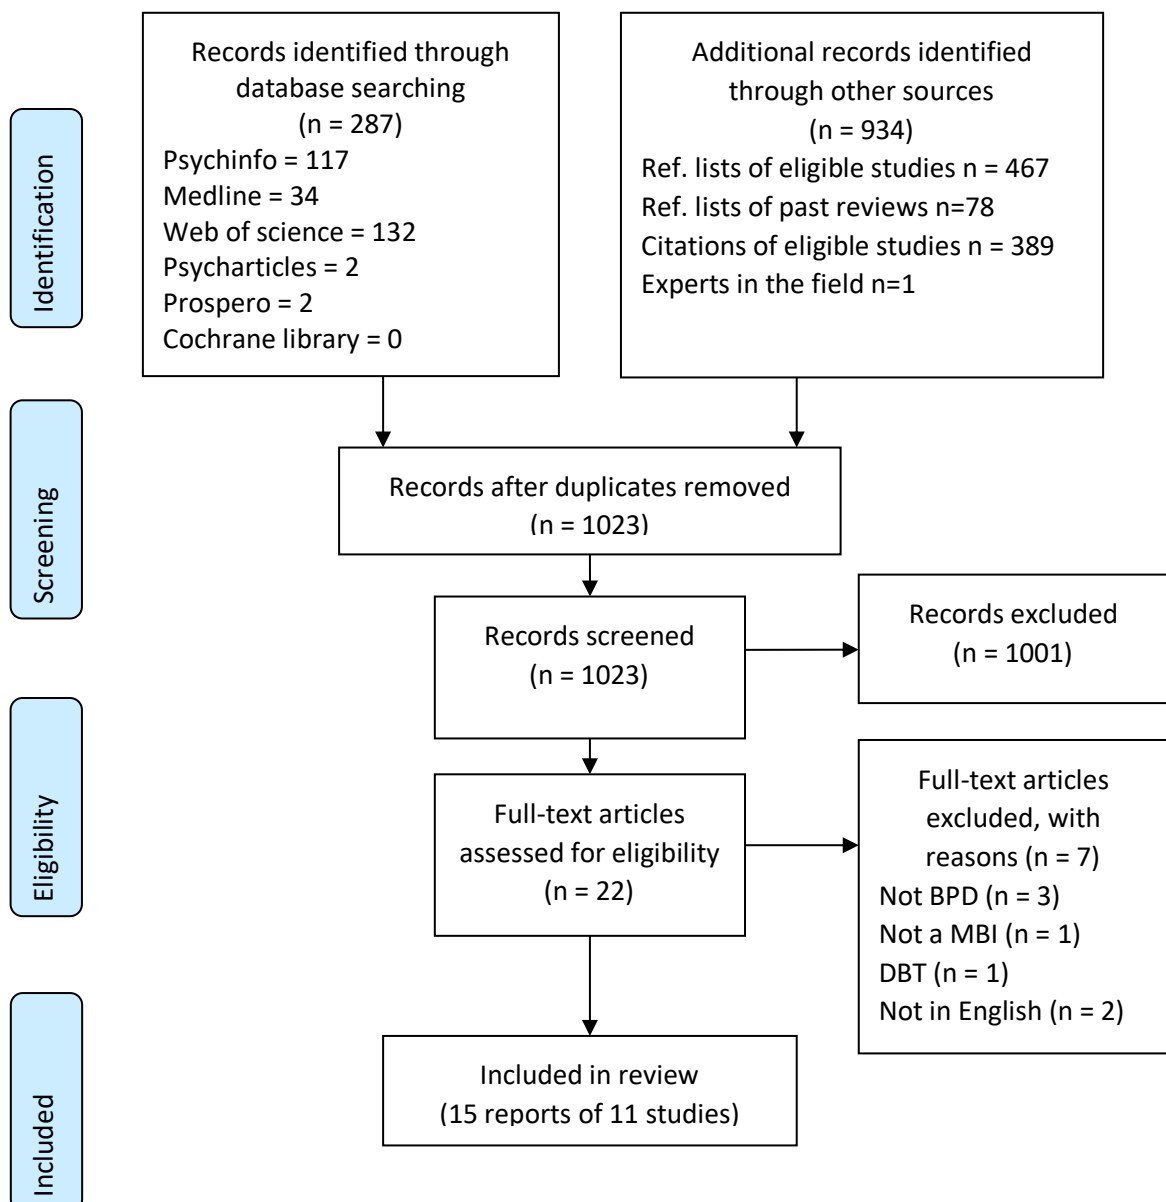 Identification
Records identified through
database searching
(n = 287)
Psychinfo = 117
Medline = 34
Web of science = 132
Psycharticles = 2
Prospero = 2
Cochrane library = 0
Additional records identified
through other sources
(n = 934)
Ref. lists of eligible studies n = 467
Ref. lists of past reviews n=78
Citations of eligible studies n = 389
Experts in the field n=1
Screening
Records after duplicates removed
(n = 1023)
Records screened
(n = 1023)
Records excluded
(n = 1001)
Eligibility
Full-text articles
assessed for eligibility
(n = 22)
Full-text articles
excluded, with
reasons (n = 7)
Not BPD (n = 3)
Not a MBI (n = 1)
DBT (n = 1)
Not in English (n = 2)
Included
Included in review
(15 reports of 11 studies)